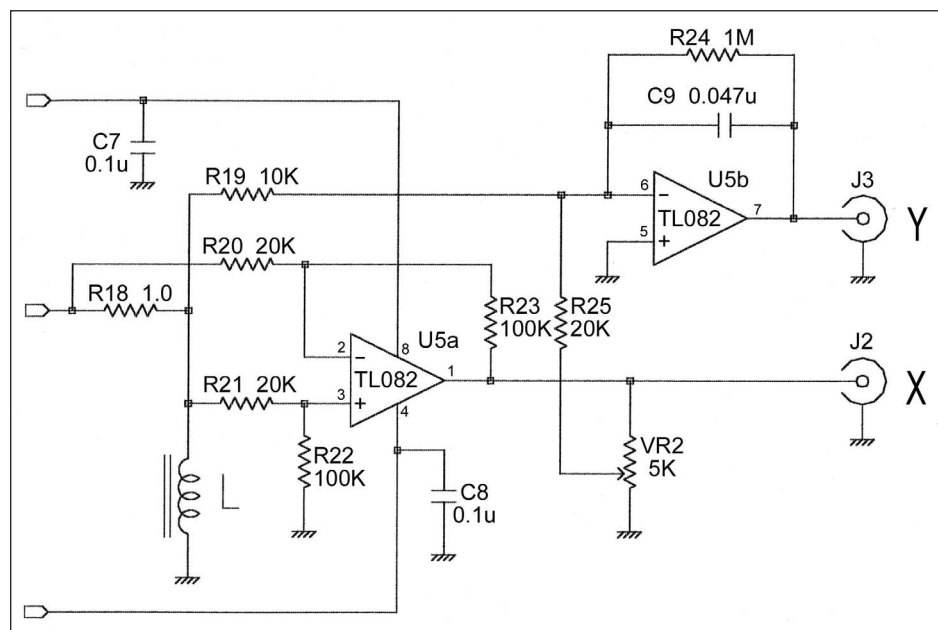 R24 1M
C9 0.047u
C7
0.1u
R19 10K
6
−
U5b
TL082
7
5
+
J3
Y
R20 20K
R18 1.0
R23
100K
R25
20K
U5a
8
2
−
TL082
1
3
+
4
J2
X
R21 20K
R22
100K
VR2
5K
L
C8
0.1u